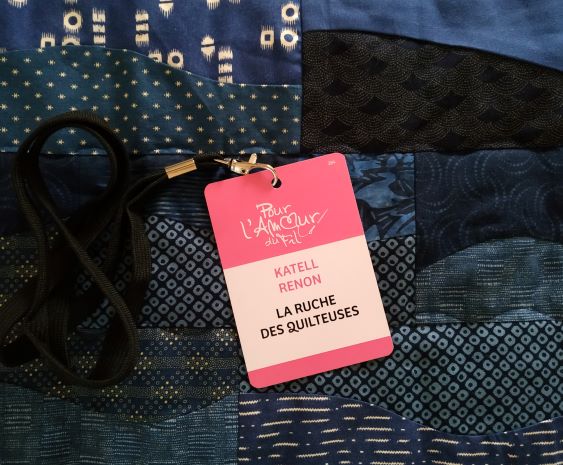 Pour
l'AmOur
du Fil
KATELL
RENON
LA RUCHE
DES QUILTEUSES